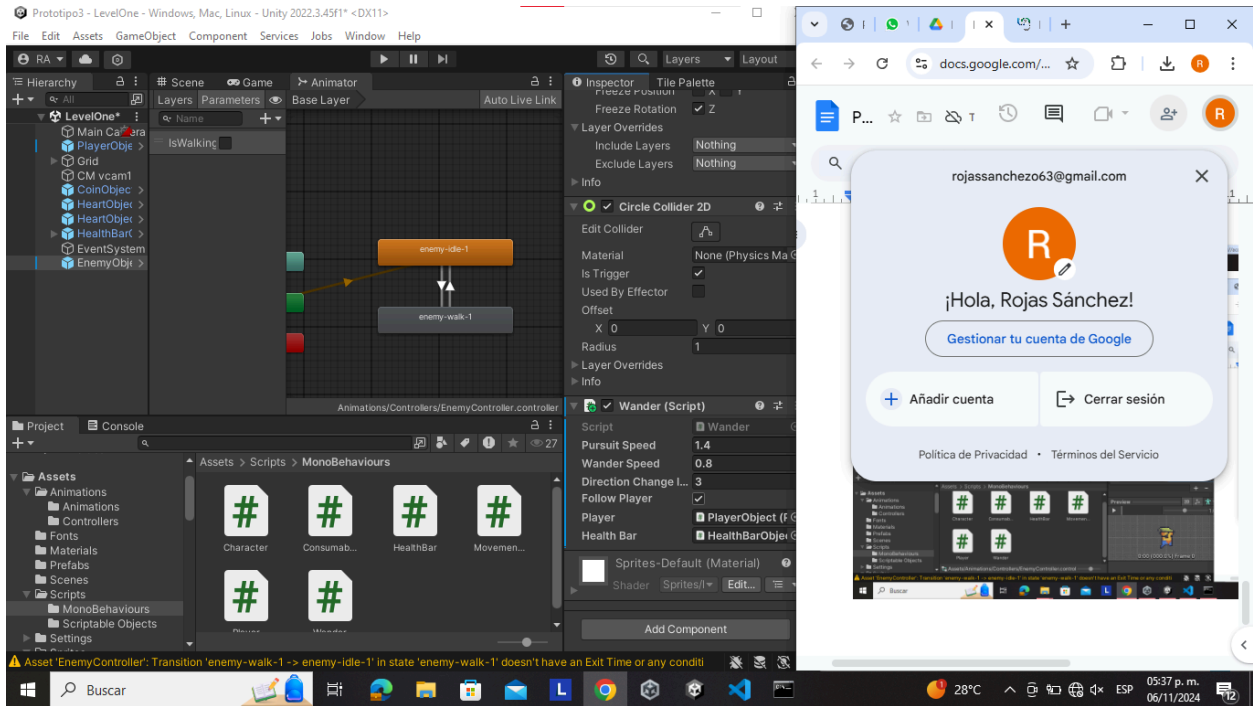 Prototipo3 - LevelOne - Windows, Mac, Linux - Unity 2022.3.45f1* <DX11>
File Edit Assets GameObject Component Services Jobs Window Help
RA Layers Layout
Hierarchy
All
LevelOne*
Main Camera
PlayerObje
Grid
CM vcam1
CoinObjec
HeartObjec
HeartObjec
HealthBar(
EventSystem
EnemyObje
Scene Game Animator
Layers Parameters Base Layer Auto Live Link
Name
IsWalking
enemy-idle-1
enemy-walk-1
Animations/Controllers/EnemyController.controller
Inspector Tile Palette
Freeze Position X Y
Freeze Rotation Z
Layer Overrides
Include Layers Nothing
Exclude Layers Nothing
Info
Circle Collider 2D
Edit Collider
Material None (Physics Ma
Is Trigger
Used By Effector
Offset
X 0 Y 0
Radius 1
Layer Overrides
Info
Wander (Script)
Script Wander
Pursuit Speed 1.4
Wander Speed 0.8
Direction Change I... 3
Follow Player
Player PlayerObject (F
Health Bar HealthBarObje
Sprites-Default (Material)
Shader Sprites/I Edit...
Add Component
Project Console
27
Assets
Animations
Animations
Controllers
Fonts
Materials
Prefabs
Scenes
Scripts
MonoBehaviours
Scriptable Objects
Settings
Assets > Scripts > MonoBehaviours
Character Consumab... HealthBar Movemen...
Player Wander
Asset 'EnemyController': Transition 'enemy-walk-1 -> enemy-idle-1' in state 'enemy-walk-1' doesn't have an Exit Time or any conditi
docs.google.com/...
R
P... R
rojassanchezo63@gmail.com
R
¡Hola, Rojas Sánchez!
Gestionar tu cuenta de Google
Añadir cuenta Cerrar sesión
Política de Privacidad • Términos del Servicio
Buscar
28°C ESP 05:37 p. m.
06/11/2024
12